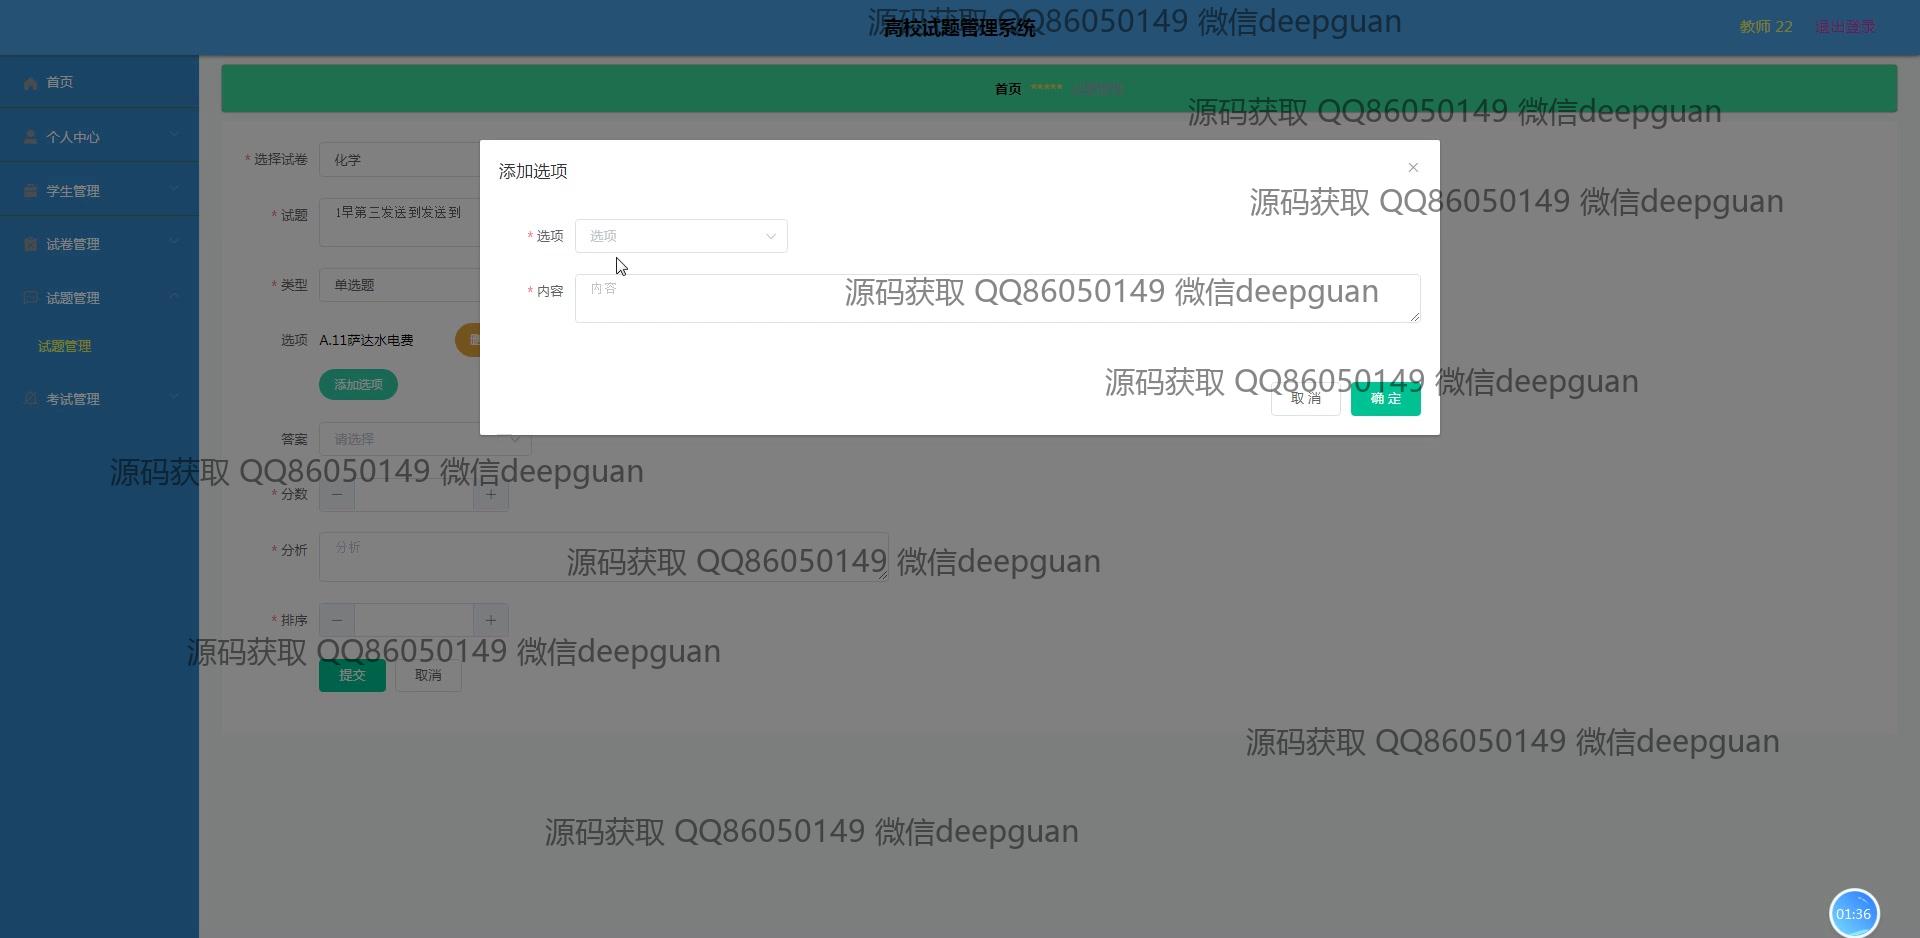 源码获取 QQ86050149 微信deepguan
高校试题管理系统
教师 22
退出登录
首页
首页 *****
源码获取 QQ86050149 微信deepguan
个人中心
* 选择试卷
化学
添加选项
学生管理
源码获取 QQ86050149 微信deepguan
* 试题
1早第三发送到发送到
* 选项
选项
试卷管理
* 类型
单选题
* 内容
内容
源码获取 QQ86050149 微信deepguan
试题管理
试题管理
选项
A.11萨达水电费
添加选项
源码获取 QQ86050149 微信deepguan
考试管理
取消
确定
答案
请选择
源码获取 QQ86050149 微信deepguan
* 分数
* 分析
分析
源码获取 QQ86050149 微信deepguan
* 排序
源码获取 QQ86050149 微信deepguan
提交
取消
源码获取 QQ86050149 微信deepguan
源码获取 QQ86050149 微信deepguan
01:36